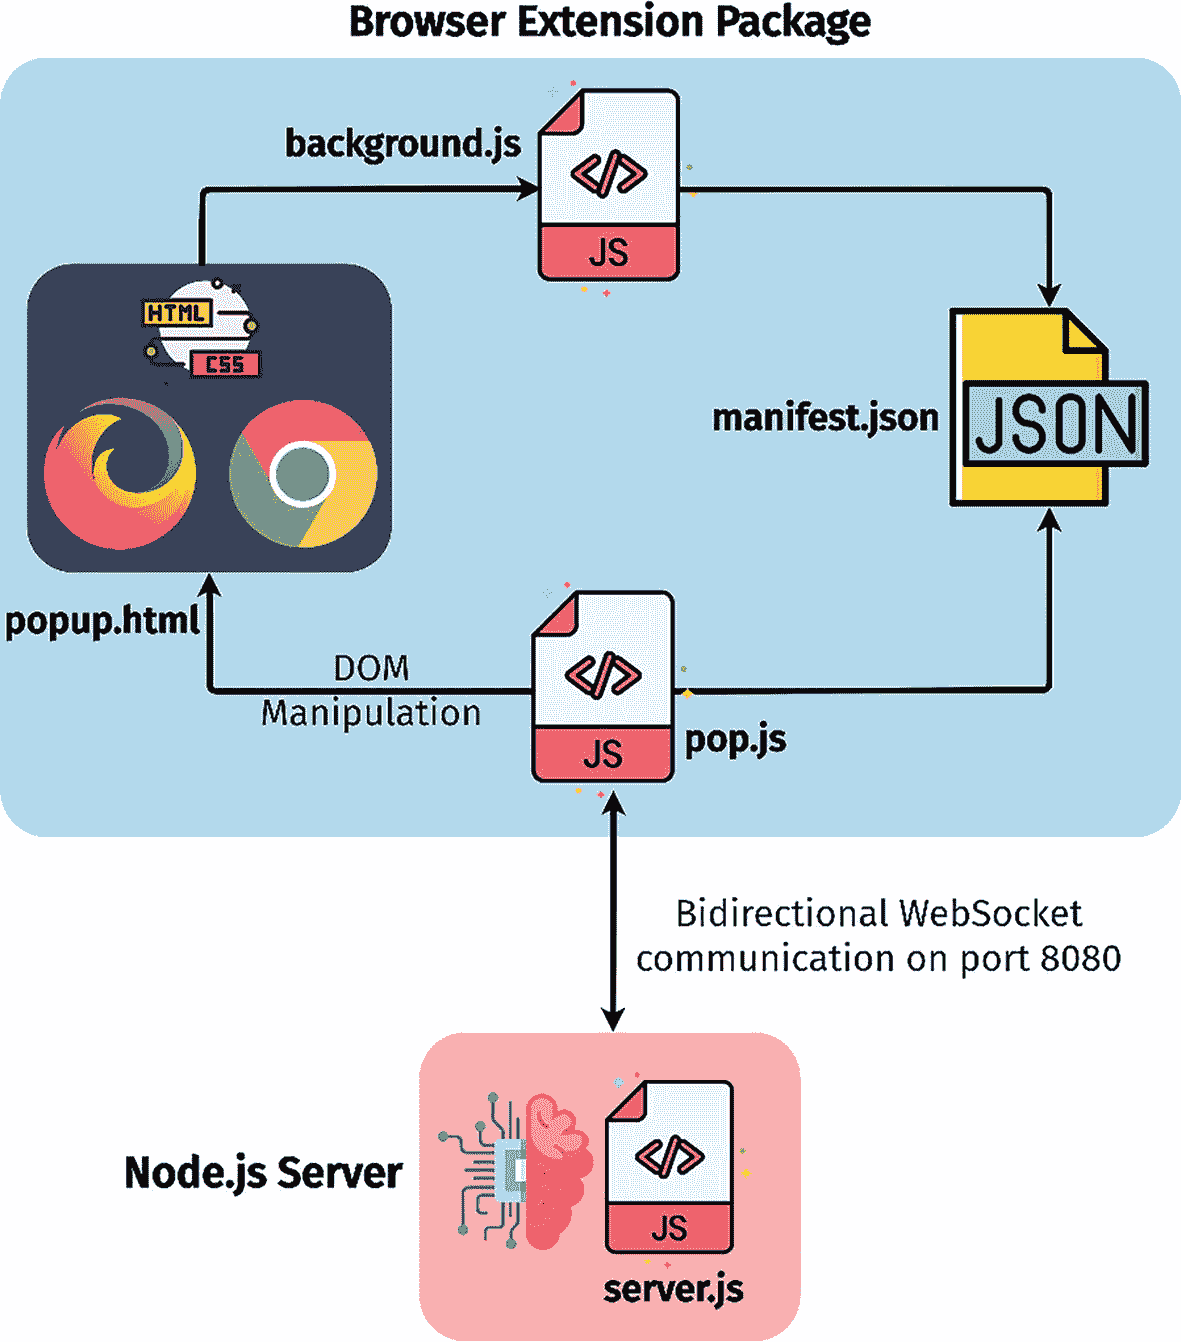 Browser Extension Package
background.js
JS
HTML
CSS
manifest.json
JSON
popup.html
DOM
Manipulation
JS
pop.js
Bidirectional WebSocket
communication on port 8080
Node.js Server
JS
server.js